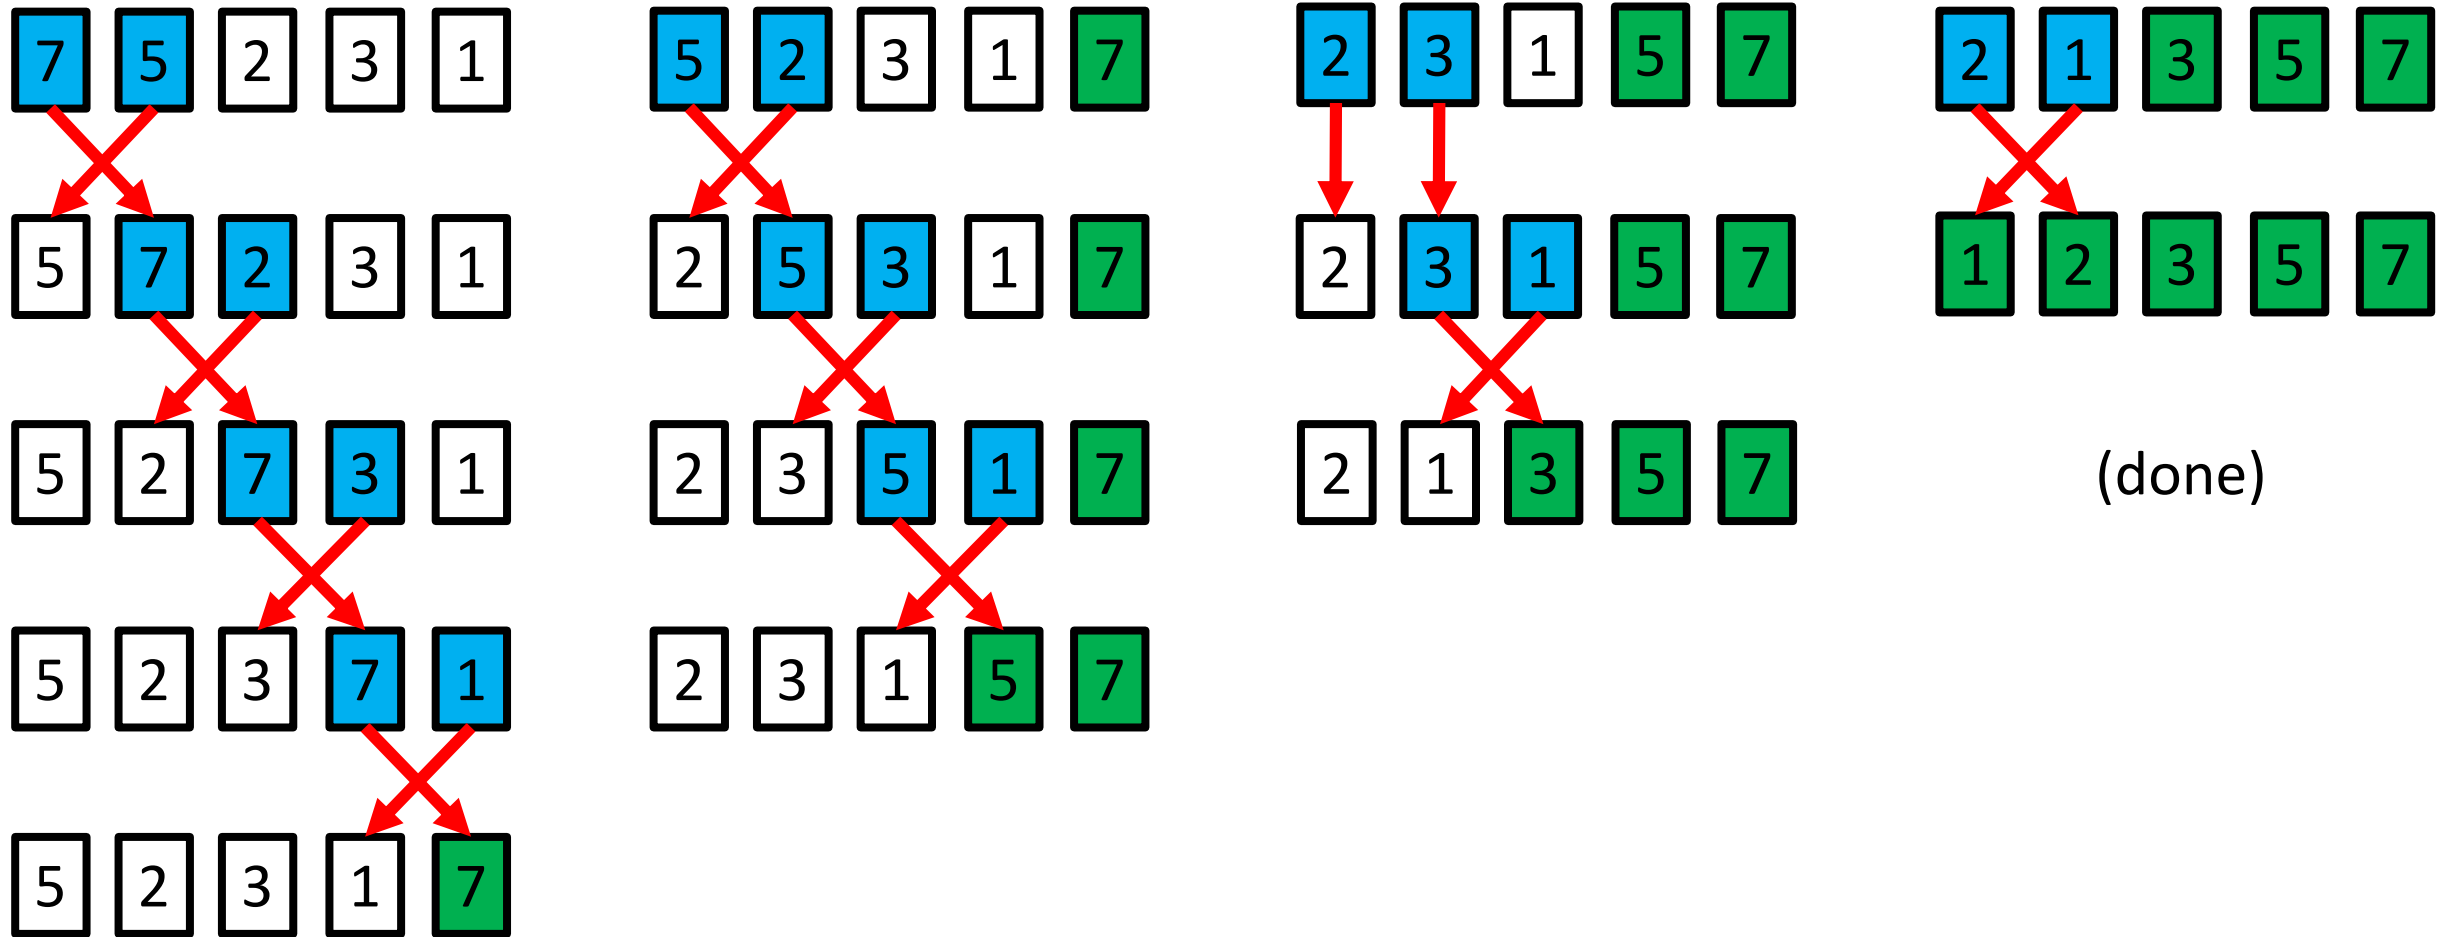 7 5 2 3 1
5 7 2 3 1
5 2 7 3 1
5 2 3 7 1
5 2 3 1 7
5 2 3 1 7
2 5 3 1 7
2 3 5 1 7
2 3 1 5 7
2 3 1 5 7
2 3 1 5 7
2 1 3 5 7
2 1 3 5 7
1 2 3 5 7
(done)